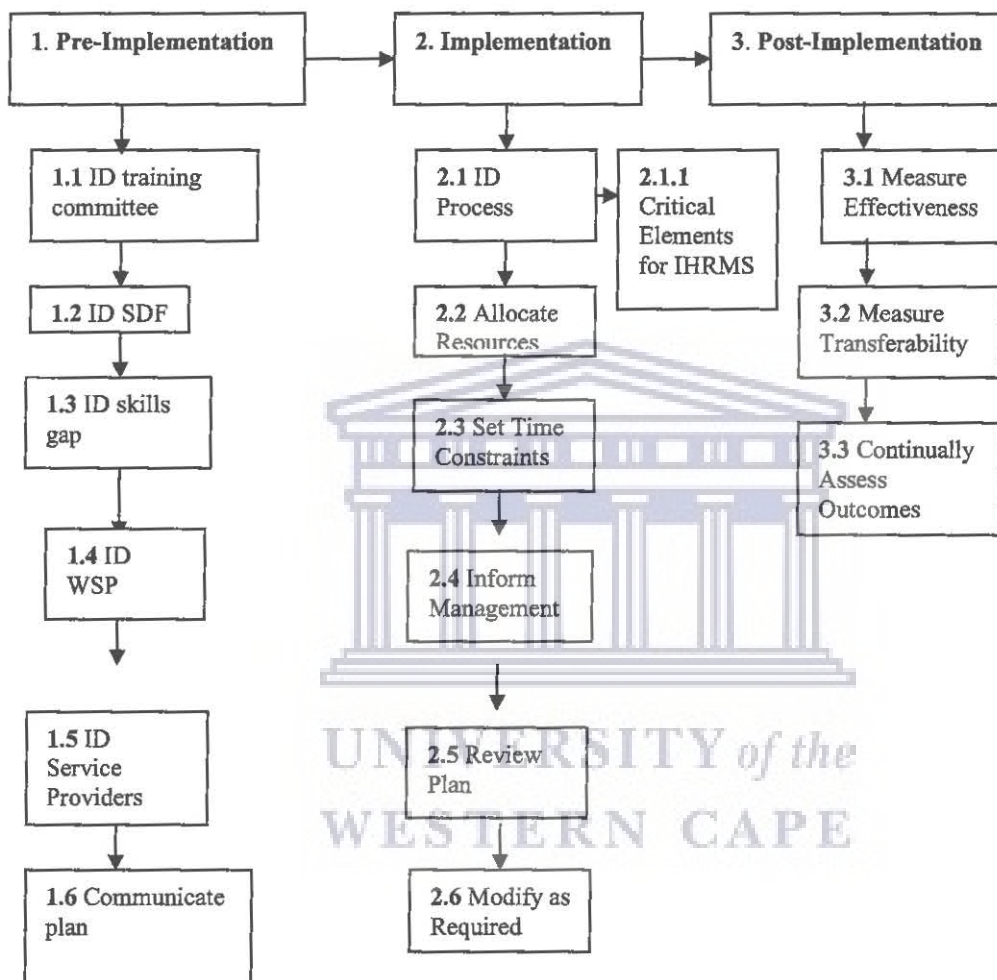 1. Pre-Implementation
2. Implementation
3. Post-Implementation
1.1 ID training
committee
2.1 ID
Process
2.1.1
Critical
Elements
for IHRMS
3.1 Measure
Effectiveness
1.2 ID SDF
2.2 Allocate
Resources
3.2 Measure
Transferability
1.3 ID skills
gap
2.3 Set Time
Constraints
3.3 Continually
Assess
Outcomes
1.4 ID
WSP
2.4 Inform
Management
1.5 ID
Service
Providers
2.5 Review
Plan
UNIVERSITY of the
WESTERN CAPE
1.6 Communicate
plan
2.6 Modify as
Required